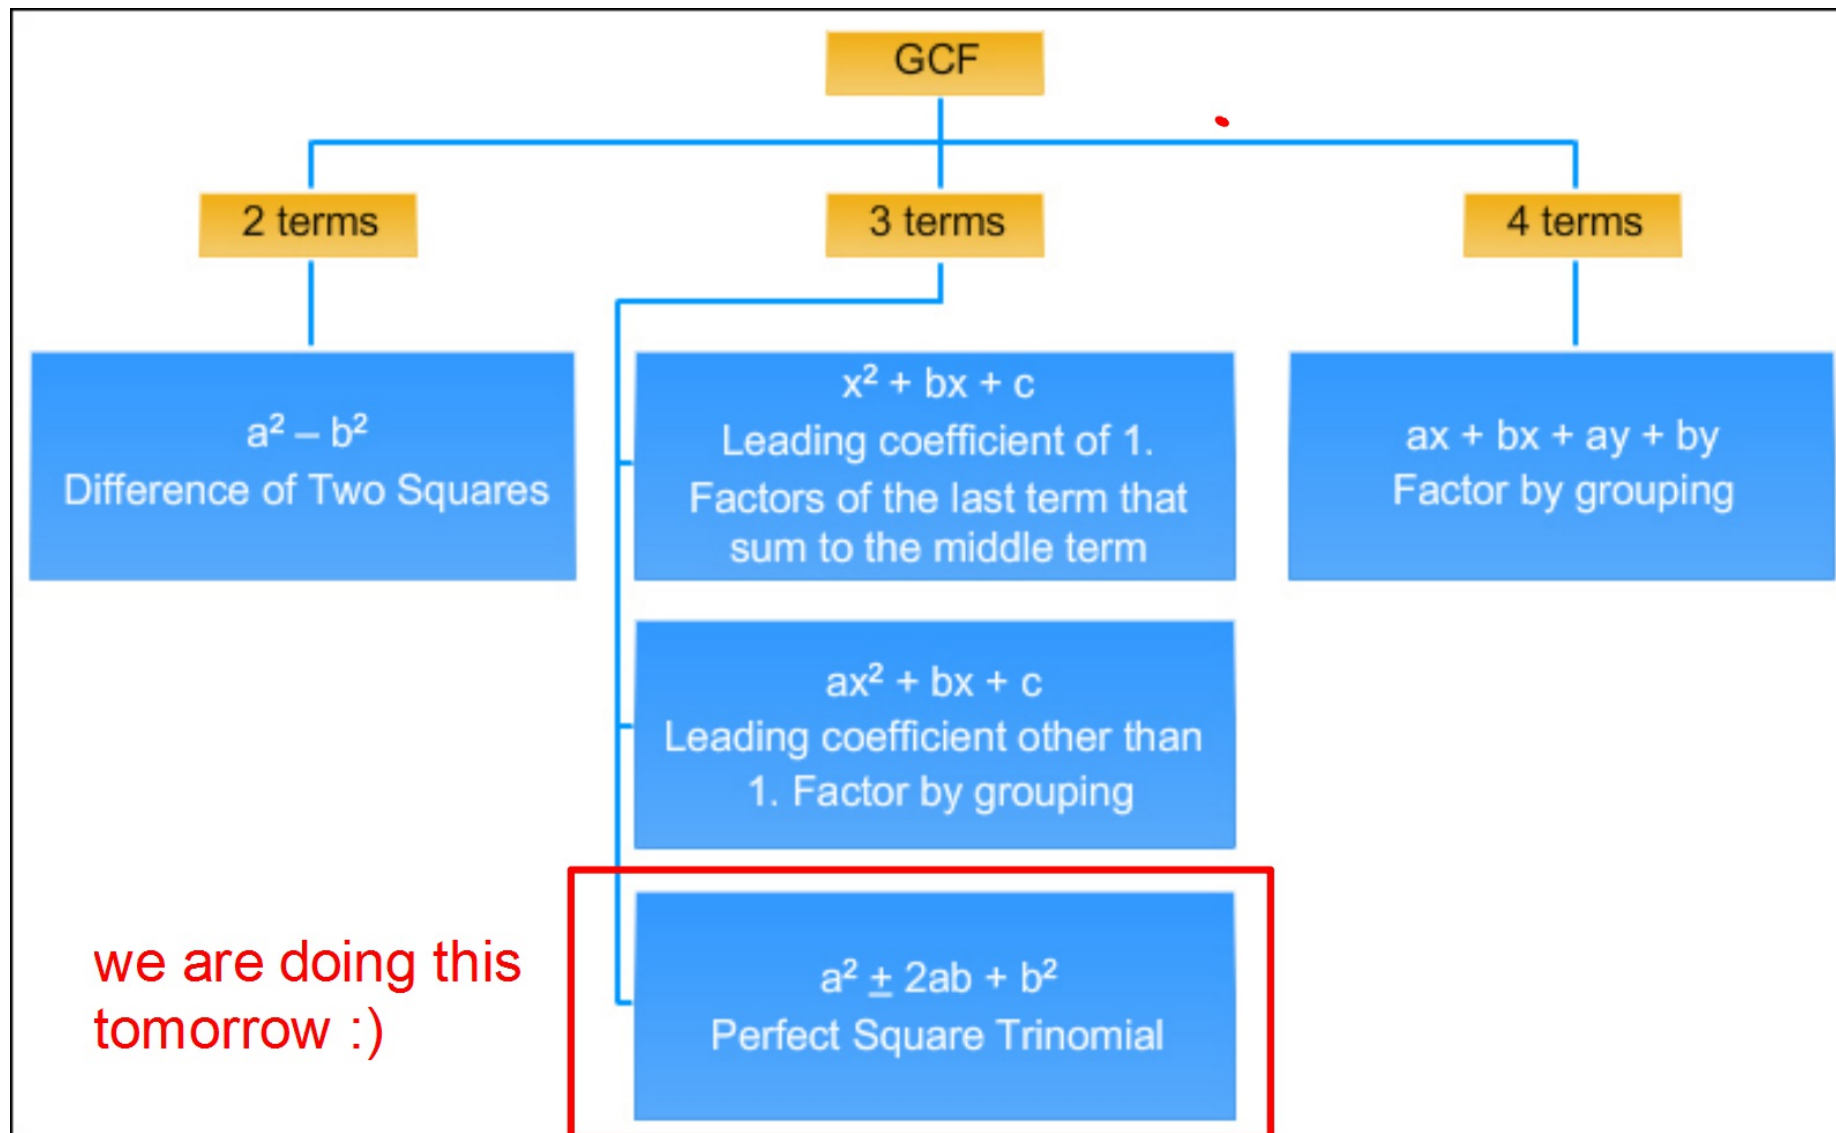 GCF
2 terms
3 terms
4 terms
a² – b²
Difference of Two Squares
x² + bx + c
Leading coefficient of 1.
Factors of the last term that
sum to the middle term
ax² + bx + c
Leading coefficient other than
1. Factor by grouping
a² ± 2ab + b²
Perfect Square Trinomial
ax + bx + ay + by
Factor by grouping
we are doing this
tomorrow :)